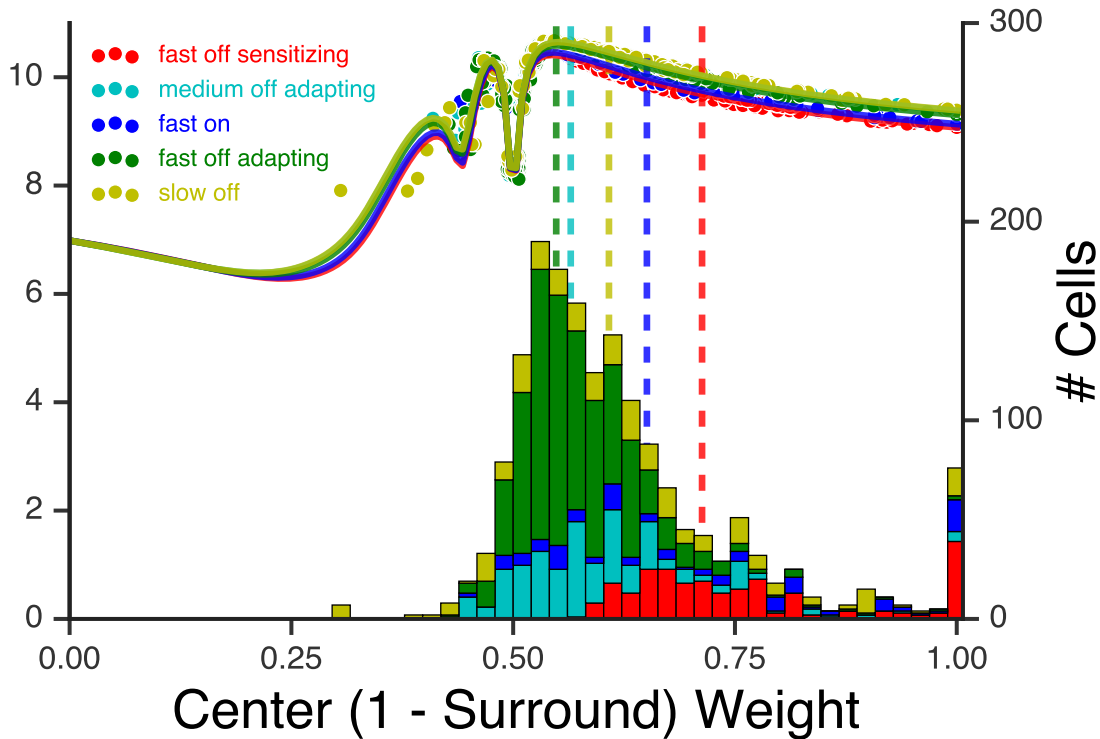 fast off sensitizing
medium off adapting
fast on
fast off adapting
slow off
10
8
6
4
2
0
300
200
100
0
# Cells
0.00 0.25 0.50 0.75 1.00
Center (1 - Surround) Weight